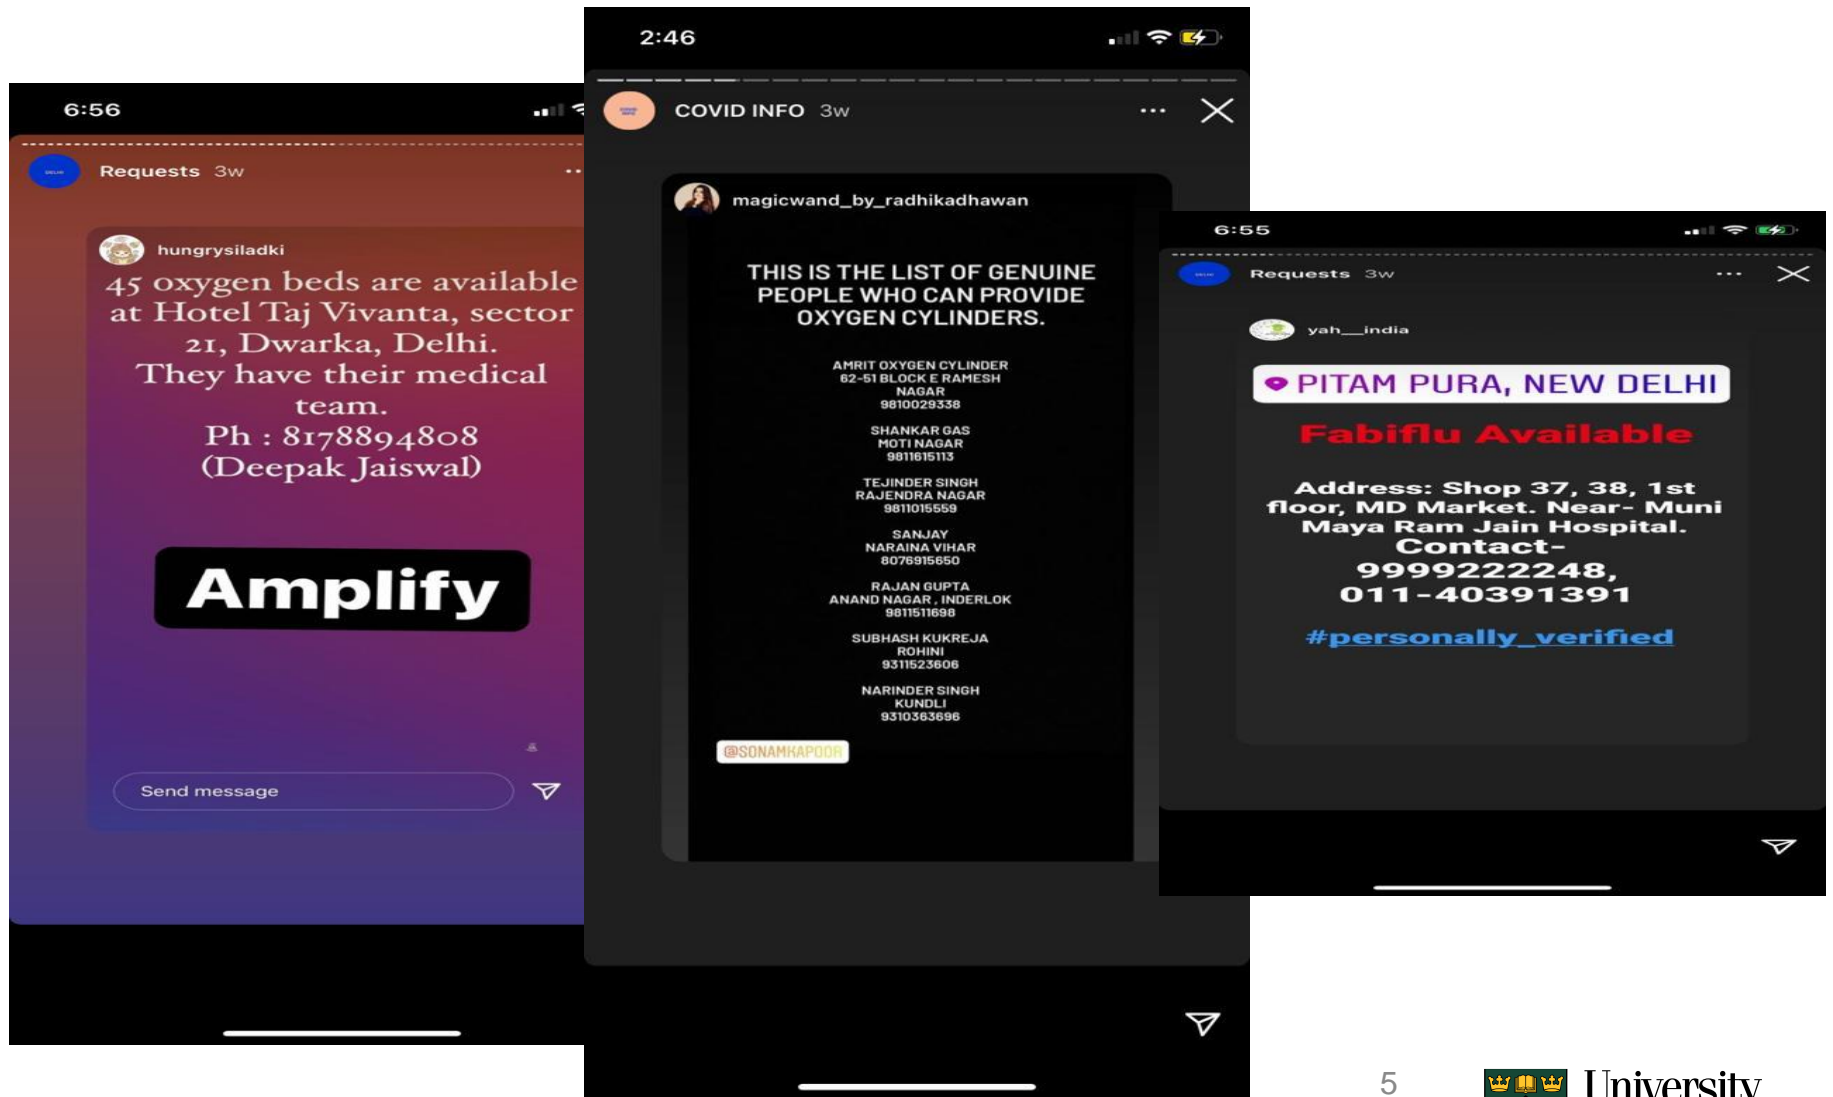 6:56
Requests 3w
hungrysiladki
45 oxygen beds are available
at Hotel Taj Vivanta, sector
21, Dwarka, Delhi.
They have their medical
team.
Ph : 8178894808
(Deepak Jaiswal)
Amplify
Send message
2:46
COVID INFO 3w
magicwand_by_radhikadhawan
THIS IS THE LIST OF GENUINE
PEOPLE WHO CAN PROVIDE
OXYGEN CYLINDERS.
AMRIT OXYGEN CYLINDER
62-51 BLOCK E RAMESH
NAGAR
9810029338
SHANKAR GAS
MOTI NAGAR
9811615113
TEJINDER SINGH
RAJENDRA NAGAR
9811015559
SANJAY
NARAINA VIHAR
8076915650
RAJAN GUPTA
ANAND NAGAR , INDERLOK
9811511698
SUBHASH KUKREJA
ROHINI
9311523606
NARINDER SINGH
KUNDLI
9310363696
@SONAMKAPOOR
6:55
Requests 3w
yah__india
PITAM PURA, NEW DELHI
Fabiflu Available
Address: Shop 37, 38, 1st
floor, MD Market. Near- Muni
Maya Ram Jain Hospital.
Contact-
9999222248,
011-40391391
#personally_verified
5
University